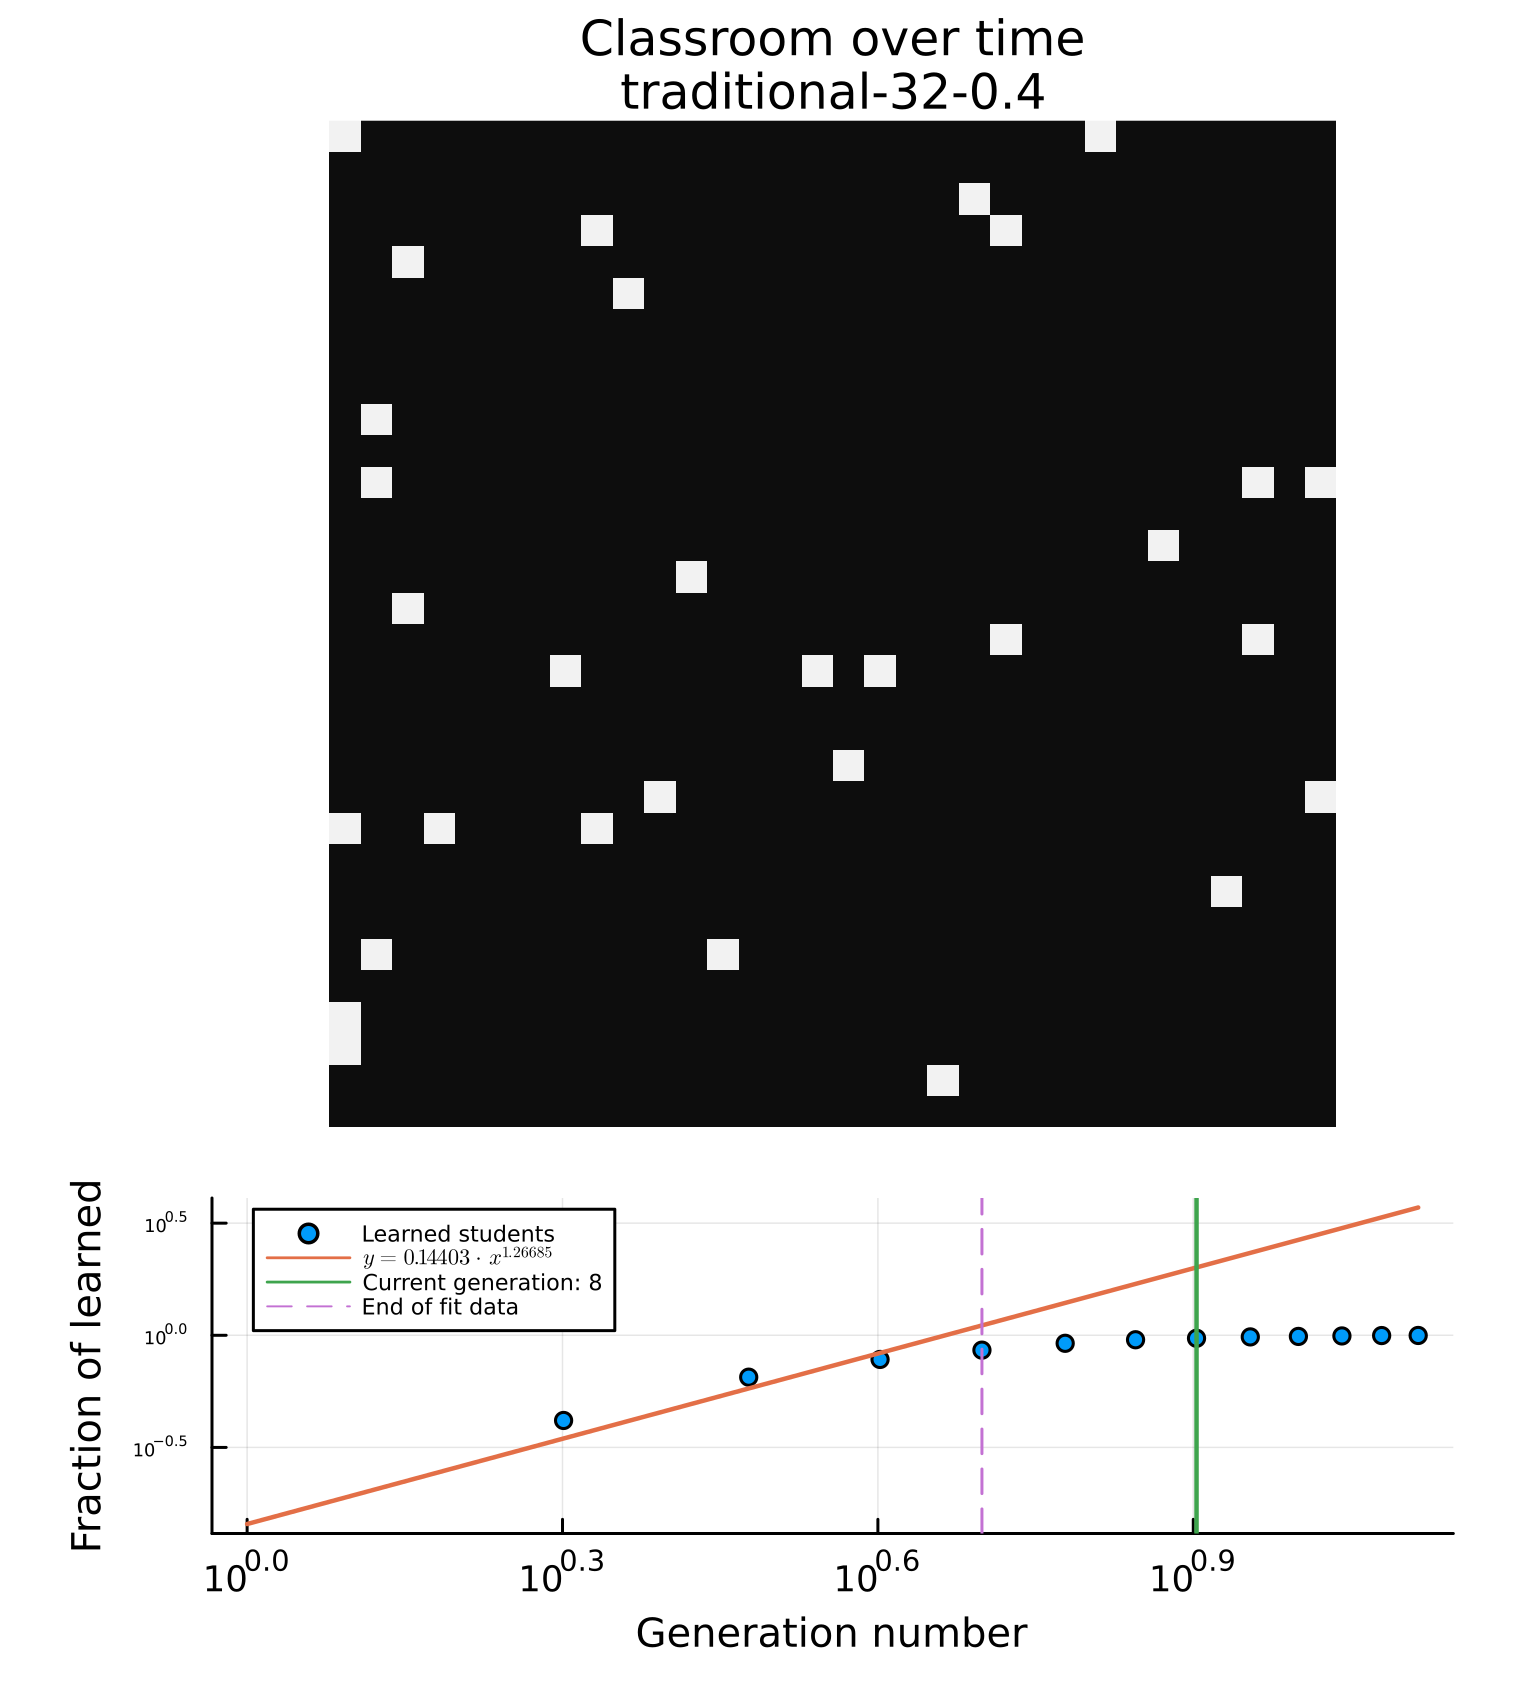 Classroom over time
traditional-32-0.4
Fraction of learned
10^0.5
10^0.0
10^−0.5
Learned students
y = 0.14403 · x^1.26685
Current generation: 8
End of fit data
10^0.0 10^0.3 10^0.6 10^0.9
Generation number